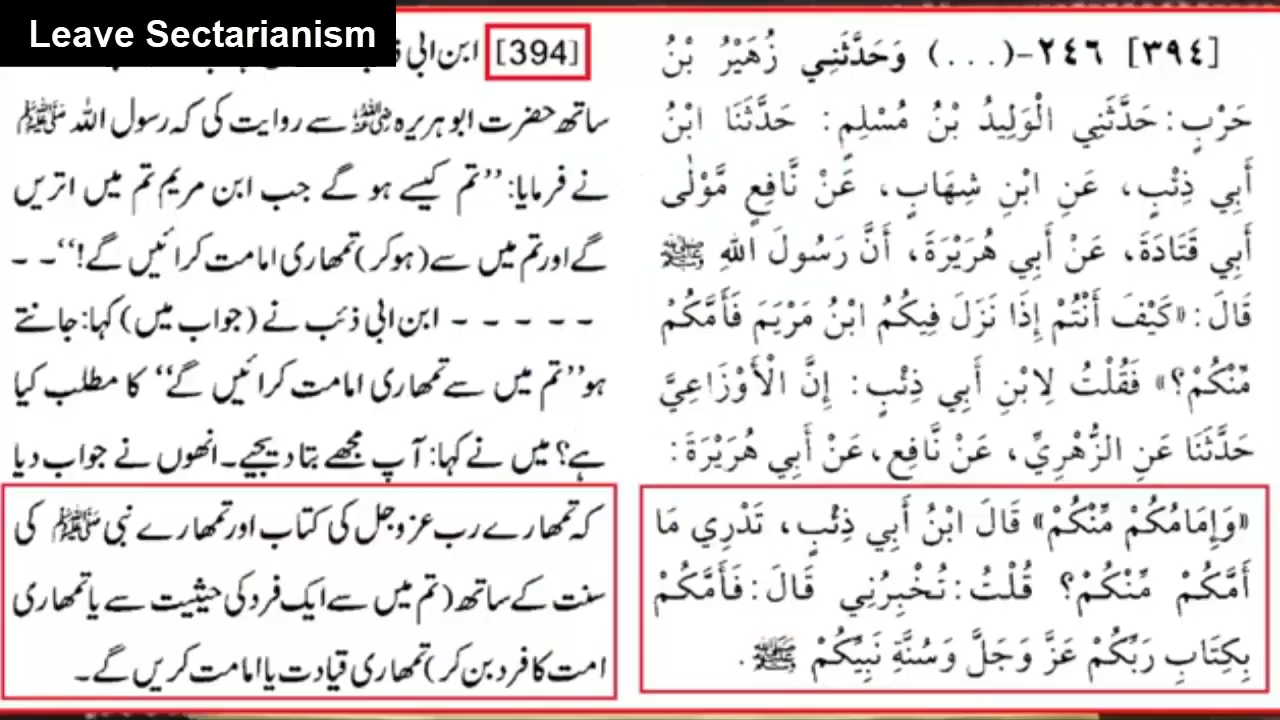 Leave Sectarianism
[٣٩٤] ٢٤٦-(...) وَحَدَّثَنِي زُهَيْرُ بْنُ
حَرْبٍ: حَدَّثَنِي الْوَلِيدُ بْنُ مُسْلِمٍ: حَدَّثَنَا ابْنُ
أَبِي ذِئْبٍ، عَنِ ابْنِ شِهَابٍ، عَنْ نَّافِعٍ مَّوْلٰى
أَبِي قَتَادَةَ، عَنْ أَبِي هُرَيْرَةَ، أَنَّ رَسُولَ اللهِ ﷺ
قَالَ: «كَيْفَ أَنْتُمْ إِذَا نَزَلَ فِيكُمُ ابْنُ مَرْيَمَ فَأَمَّكُمْ
مِّنْكُمْ؟» فَقُلْتُ لِابْنِ أَبِي ذِئْبٍ: إِنَّ الْأَوْزَاعِيَّ
حَدَّثَنَا عَنِ الزُّهْرِيِّ، عَنْ نَّافِعٍ، عَنْ أَبِي هُرَيْرَةَ:
«وَإِمَامُكُمْ مِّنْكُمْ» قَالَ ابْنُ أَبِي ذِئْبٍ، تَدْرِي مَا
أَمَّكُمْ مِّنْكُمْ؟ قُلْتُ: تُخْبِرُنِي قَالَ: فَأَمَّكُمْ
بِكِتَابِ رَبِّكُمْ عَزَّ وَجَلَّ وَسُنَّةِ نَبِيِّكُمْ ﷺ.
[394] ابن ابی
ساتھ حضرت ابو ہریرہ رضی اللہ عنہ سے روایت کی کہ رسول اللہ ﷺ
نے فرمایا: ’’تم کیسے ہو گے جب ابن مریم تم میں اتریں
گے اور تم میں سے (ہو کر) تمھاری امامت کرائیں گے!‘‘ - -
- - - - - ابن ابی ذئب نے (جواب میں) کہا: جانتے
ہو ’’تم میں سے تمھاری امامت کرائیں گے‘‘ کا مطلب کیا
ہے؟ میں نے کہا: آپ مجھے بتا دیجیے۔ انھوں نے جواب دیا
کہ تمھارے رب عزوجل کی کتاب اور تمھارے نبی ﷺ کی
سنت کے ساتھ (تم میں سے ایک فرد کی حیثیت سے یا تمھاری
امت کا فرد بن کر) تمھاری قیادت یا امامت کریں گے۔